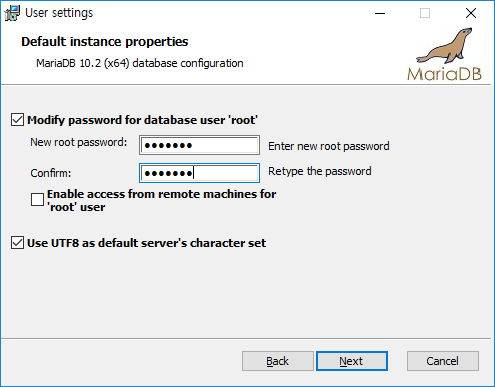 User settings
Default instance properties
MariaDB 10.2 (x64) database configuration
MariaDB
Modify password for database user 'root'
New root password: ●●●●●●● Enter new root password
Confirm: ●●●●●●● Retype the password
Enable access from remote machines for
'root' user
Use UTF8 as default server's character set
Back Next Cancel